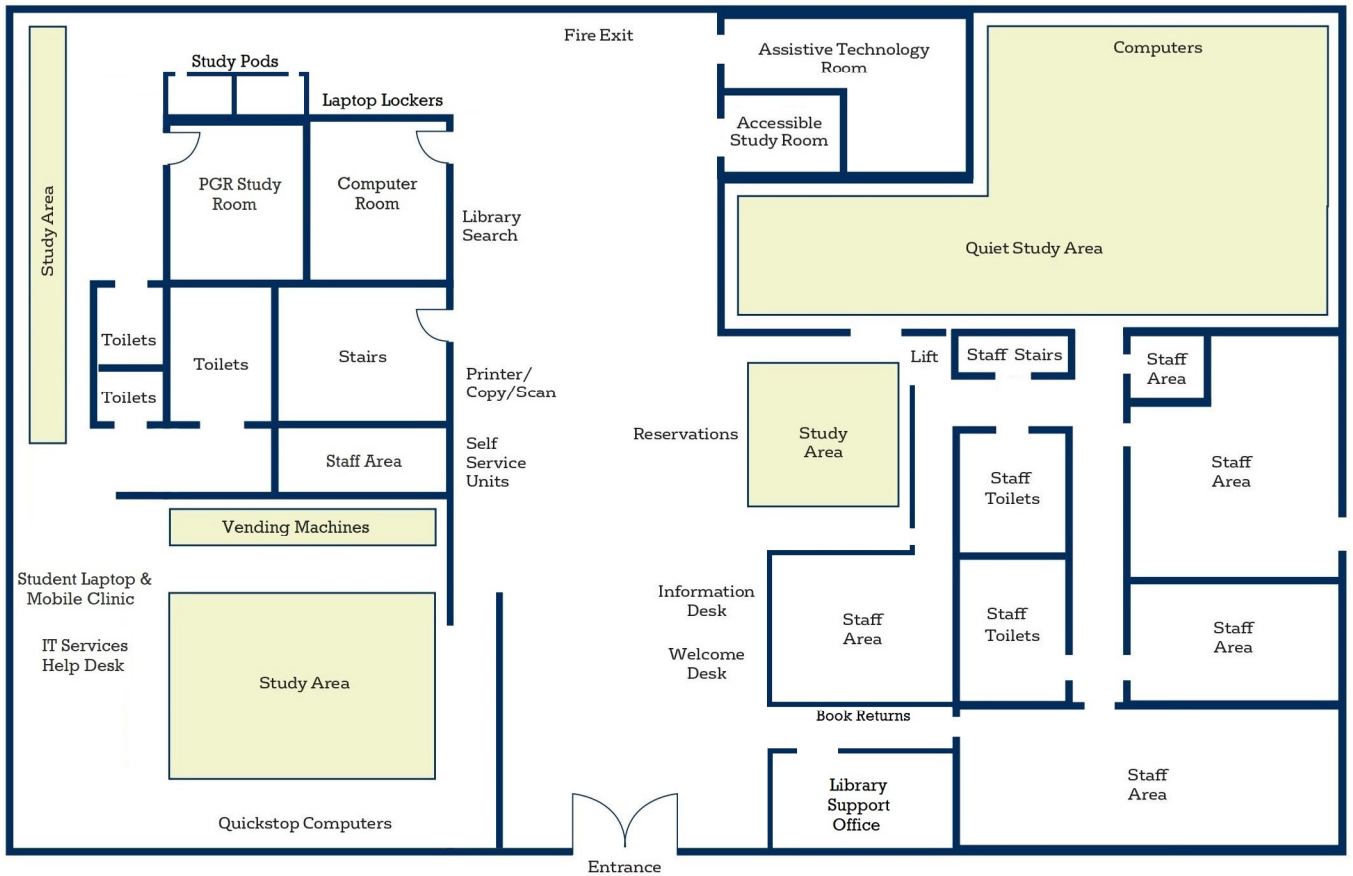 Fire Exit
Assistive Technology
Room
Computers
Study Pods
Laptop Lockers
Accessible
Study Room
PGR Study
Room
Computer
Room
Study Area
Library
Search
Quiet Study Area
Toilets
Toilets
Toilets
Stairs
Printer/
Copy/Scan
Lift
Staff Stairs
Staff
Area
Reservations
Study
Area
Staff Area
Self
Service
Units
Staff
Toilets
Staff
Area
Vending Machines
Student Laptop &
Mobile Clinic
IT Services
Help Desk
Study Area
Information
Desk
Welcome
Desk
Staff
Area
Staff
Toilets
Staff
Area
Book Returns
Library
Support
Office
Staff
Area
Quickstop Computers
Entrance